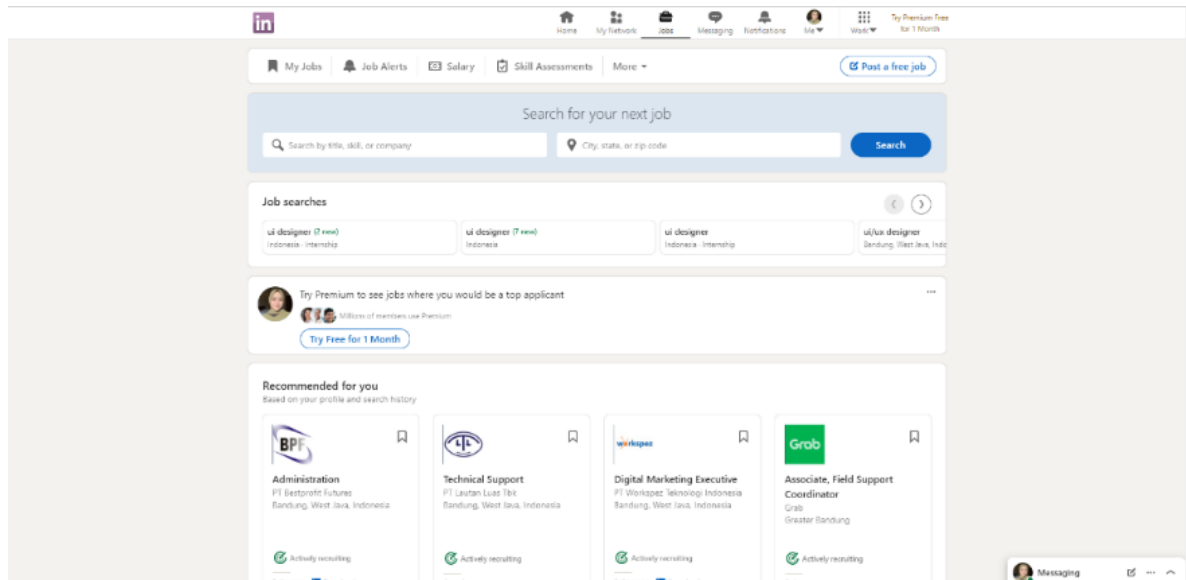 in
Home
My Network
Jobs
Messaging
Notifications
Me
Work
Try Premium Free
for 1 Month
My Jobs
Job Alerts
Salary
Skill Assessments
More
Post a free job
Search for your next job
Search by title, skill, or company
City, state, or zip code
Search
Job searches
ui designer (2 new)
Indonesia · Internship
ui designer (7 new)
Indonesia
ui designer
Indonesia · Internship
ui/ux designer
Bandung, West Java, Indo
Try Premium to see jobs where you would be a top applicant
Millions of members use Premium
Try Free for 1 Month
Recommended for you
Based on your profile and search history
BPF
Administration
PT Bestprofit Futures
Bandung, West Java, Indonesia
Actively recruiting
LTL
Technical Support
PT Lautan Luas Tbk
Bandung, West Java, Indonesia
Actively recruiting
workspez
Digital Marketing Executive
PT Workspez Teknologi Indonesia
Bandung, West Java, Indonesia
Actively recruiting
Grab
Associate, Field Support
Coordinator
Grab
Greater Bandung
Actively recruiting
Messaging